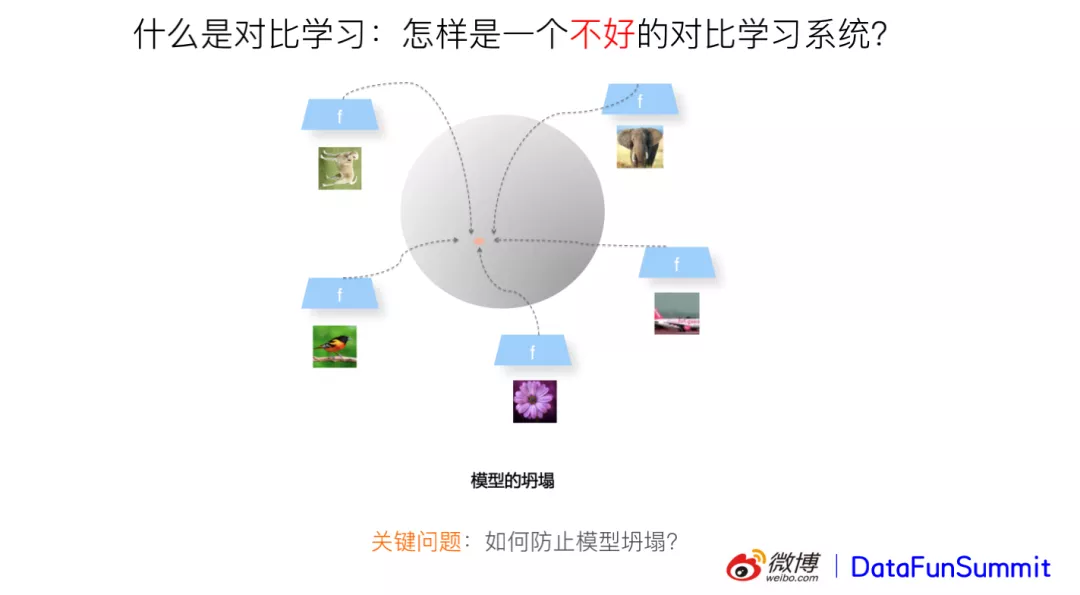 什么是对比学习：怎样是一个不好的对比学习系统？
f
f
f
f
f
模型的坍塌
关键问题：如何防止模型坍塌？
微博
weibo.com
DataFunSummit